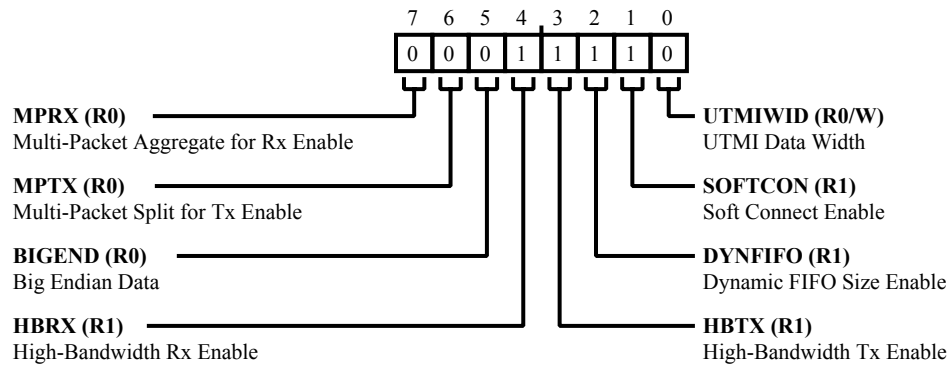 7 6 5 4 3 2 1 0
0 0 0 1 1 1 1 0
MPRX (R0)
Multi-Packet Aggregate for Rx Enable
MPTX (R0)
Multi-Packet Split for Tx Enable
BIGEND (R0)
Big Endian Data
HBRX (R1)
High-Bandwidth Rx Enable
UTMIWID (R0/W)
UTMI Data Width
SOFTCON (R1)
Soft Connect Enable
DYNFIFO (R1)
Dynamic FIFO Size Enable
HBTX (R1)
High-Bandwidth Tx Enable